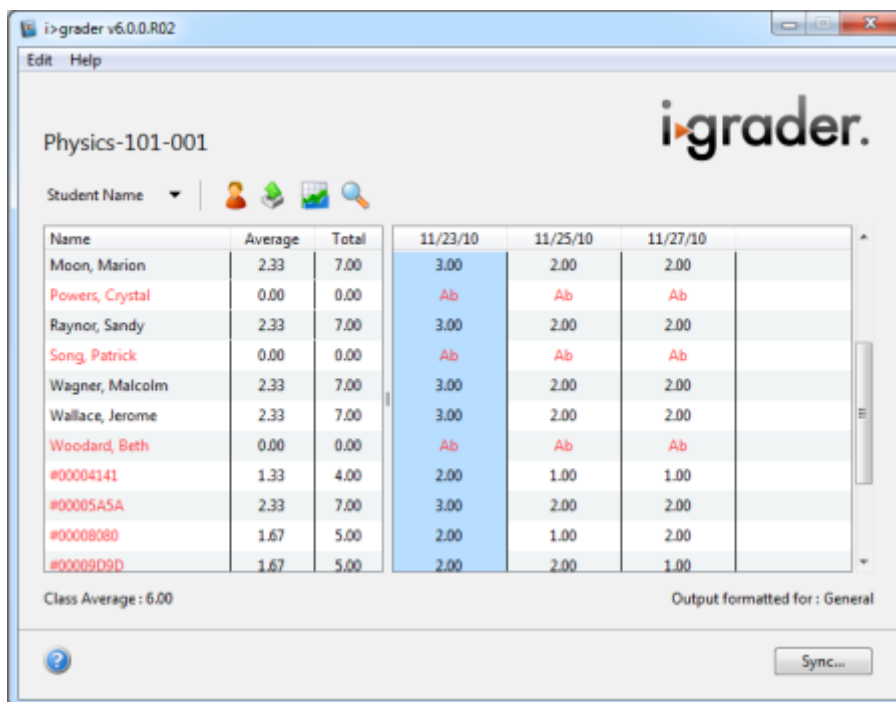 i>grader v6.0.0.R02
Edit Help
i>grader.
Physics-101-001
Student Name
Name Average Total 11/23/10 11/25/10 11/27/10
Moon, Marion 2.33 7.00 3.00 2.00 2.00
Powers, Crystal 0.00 0.00 Ab Ab Ab
Raynor, Sandy 2.33 7.00 3.00 2.00 2.00
Song, Patrick 0.00 0.00 Ab Ab Ab
Wagner, Malcolm 2.33 7.00 3.00 2.00 2.00
Wallace, Jerome 2.33 7.00 3.00 2.00 2.00
Woodard, Beth 0.00 0.00 Ab Ab Ab
#00004141 1.33 4.00 2.00 1.00 1.00
#00005A5A 2.33 7.00 3.00 2.00 2.00
#00008080 1.67 5.00 2.00 1.00 2.00
#00009D9D 1.67 5.00 2.00 2.00 1.00
Class Average : 6.00 Output formatted for : General
? Sync...